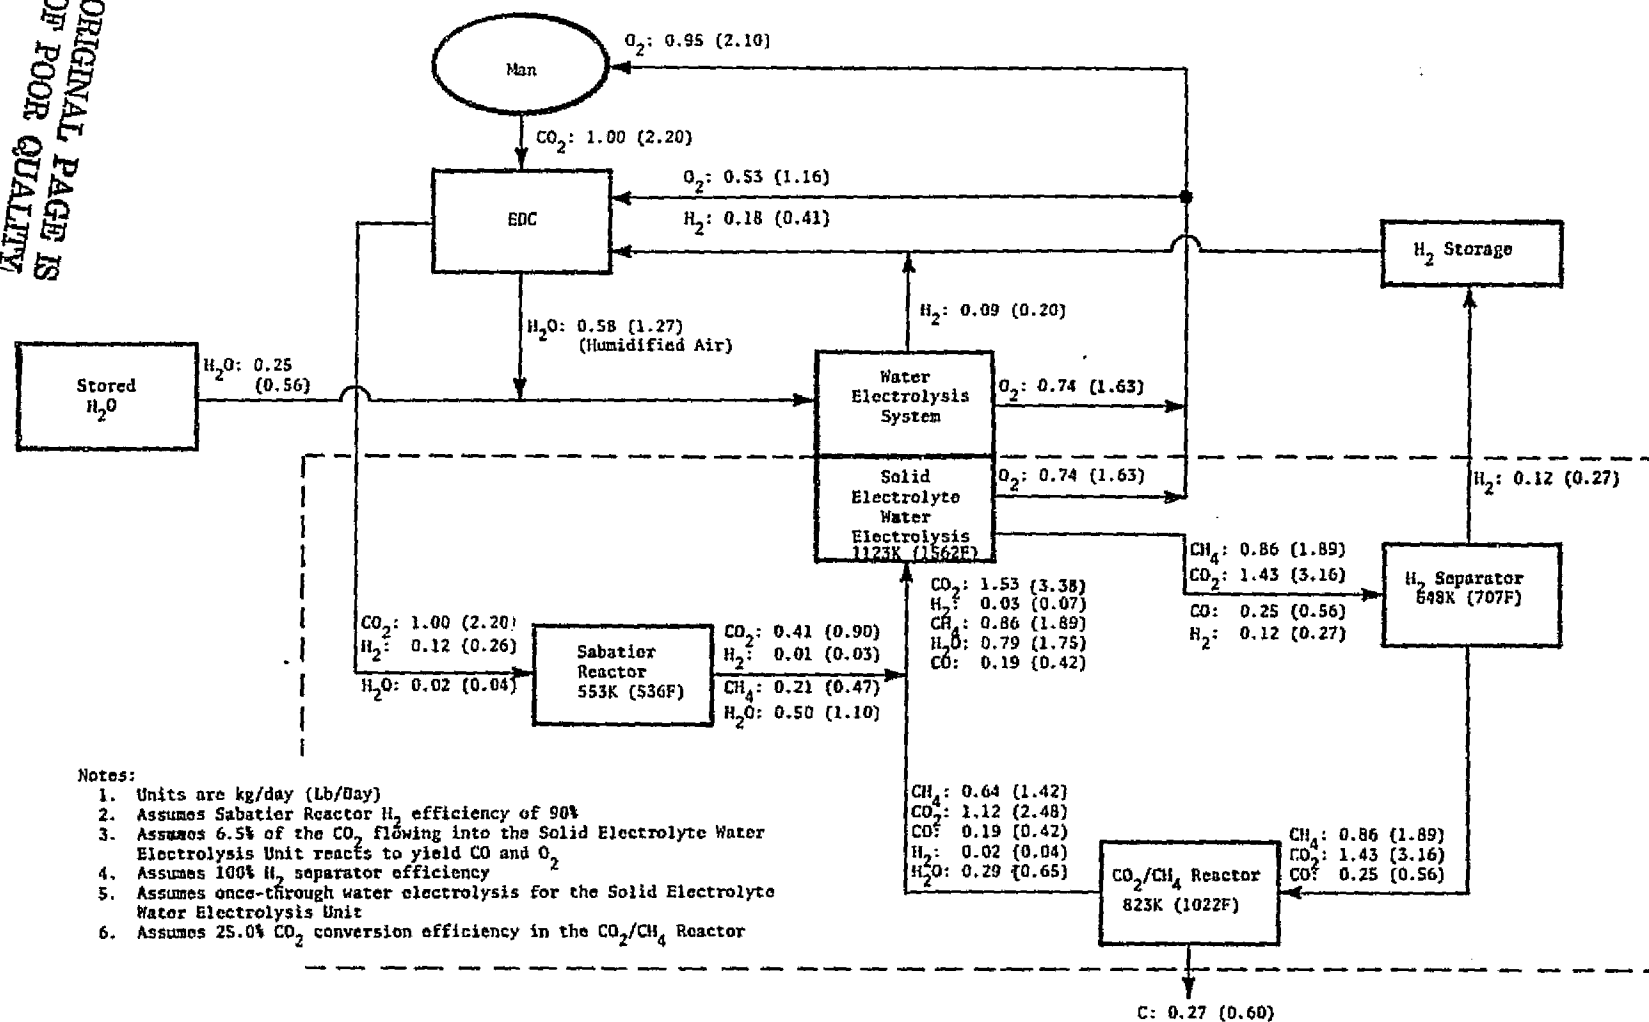 ORIGINAL PAGE IS
OF POOR QUALITY
Man
O2: 0.95 (2.10)
CO2: 1.00 (2.20)
EDC
O2: 0.53 (1.16)
H2: 0.18 (0.41)
H2 Storage
H2O: 0.58 (1.27)
(Humidified Air)
H2: 0.09 (0.20)
Stored
H2O
H2O: 0.25
(0.56)
Water
Electrolysis
System
O2: 0.74 (1.63)
Solid
Electrolyte
Water
Electrolysis
1123K (1562F)
O2: 0.74 (1.63)
H2: 0.12 (0.27)
CH4: 0.86 (1.89)
CO2: 1.43 (3.16)
CO: 0.25 (0.56)
H2: 0.12 (0.27)
H2 Separator
648K (707F)
CO2: 1.53 (3.38)
H2: 0.03 (0.07)
CH4: 0.86 (1.89)
H2O: 0.79 (1.75)
CO: 0.19 (0.42)
CO2: 1.00 (2.20)
H2: 0.12 (0.26)
H2O: 0.02 (0.04)
Sabatier
Reactor
553K (536F)
CO2: 0.41 (0.90)
H2: 0.01 (0.03)
CH4: 0.21 (0.47)
H2O: 0.50 (1.10)
CH4: 0.64 (1.42)
CO2: 1.12 (2.48)
CO: 0.19 (0.42)
H2: 0.02 (0.04)
H2O: 0.29 (0.65)
CO2/CH4 Reactor
823K (1022F)
CH4: 0.86 (1.89)
CO2: 1.43 (3.16)
CO: 0.25 (0.56)
C: 0.27 (0.60)
Notes:
1. Units are kg/day (Lb/Day)
2. Assumes Sabatier Reactor H2 efficiency of 90%
3. Assumes 6.5% of the CO2 flowing into the Solid Electrolyte Water
Electrolysis Unit reacts to yield CO and O2
4. Assumes 100% H2 separator efficiency
5. Assumes once-through water electrolysis for the Solid Electrolyte
Water Electrolysis Unit
6. Assumes 25.0% CO2 conversion efficiency in the CO2/CH4 Reactor